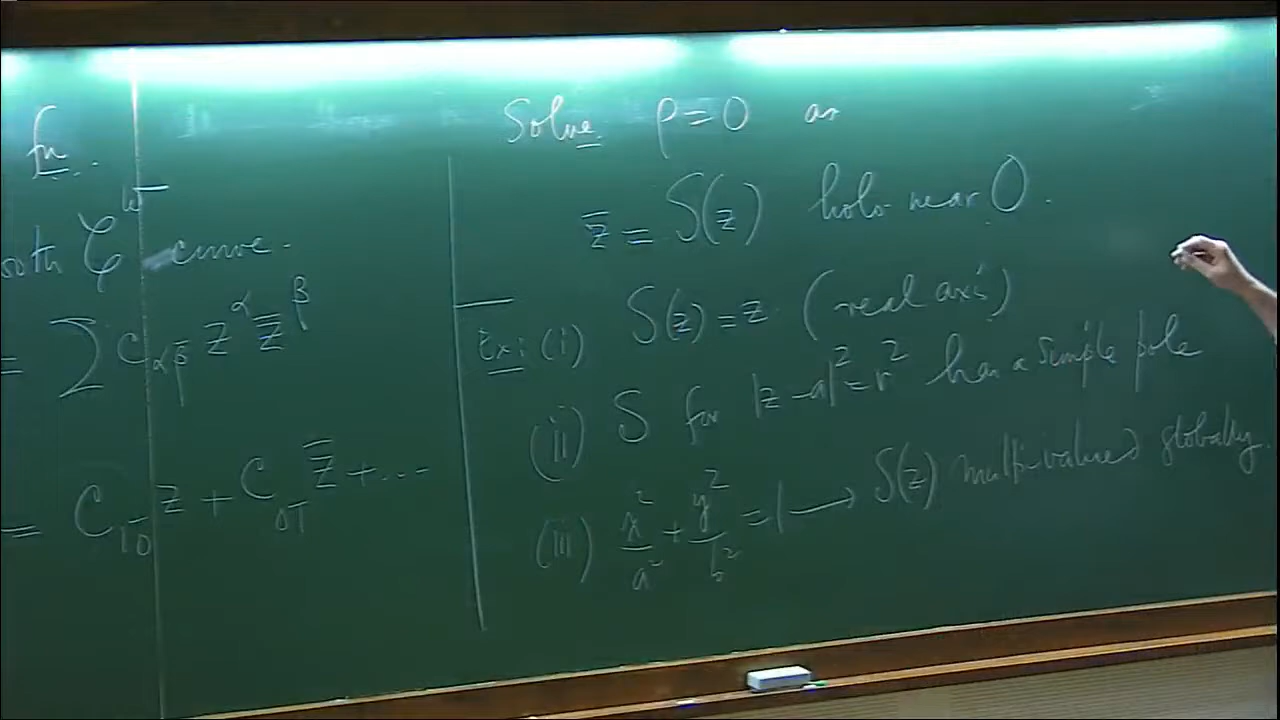 fn.
ooth 𝒞^ω curve.
= ∑ c_{αβ̄} z^α z̄^β
= C_{10̄} z + C_{01̄} z̄ + ...
Solve ρ = 0 as
z̄ = S(z) holo near 0.
Ex: (i) S(z) = z (real axis)
(ii) S for |z - a|² = r² has a simple pole
(iii) x²/a² + y²/b² = 1 → S(z) multi-valued globally.